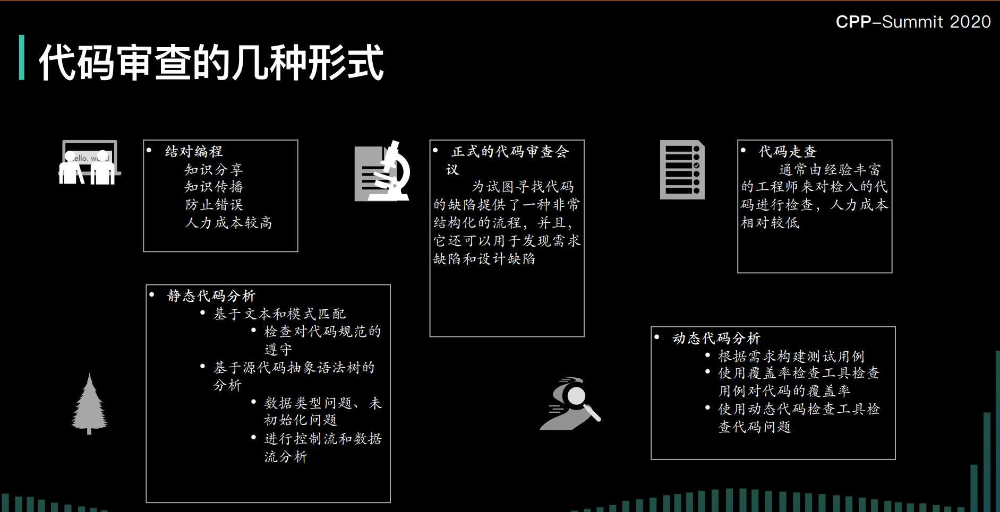 CPP-Summit 2020
代码审查的几种形式
ello, wo d
• 结对编程
知识分享
知识传播
防止错误
人力成本较高
• 正式的代码审查会
议
为试图寻找代码
的缺陷提供了一种非常
结构化的流程，并且，
它还可以用于发现需求
缺陷和设计缺陷
• 代码走查
通常由经验丰富
的工程师来对检入的代
码进行检查，人力成本
相对较低
• 静态代码分析
• 基于文本和模式匹配
• 检查对代码规范的
遵守
• 基于源代码抽象语法树的
分析
• 数据类型问题、未
初始化问题
• 进行控制流和数据
流分析
• 动态代码分析
• 根据需求构建测试用例
• 使用覆盖率检查工具检查
用例对代码的覆盖率
• 使用动态代码检查工具检
查代码问题